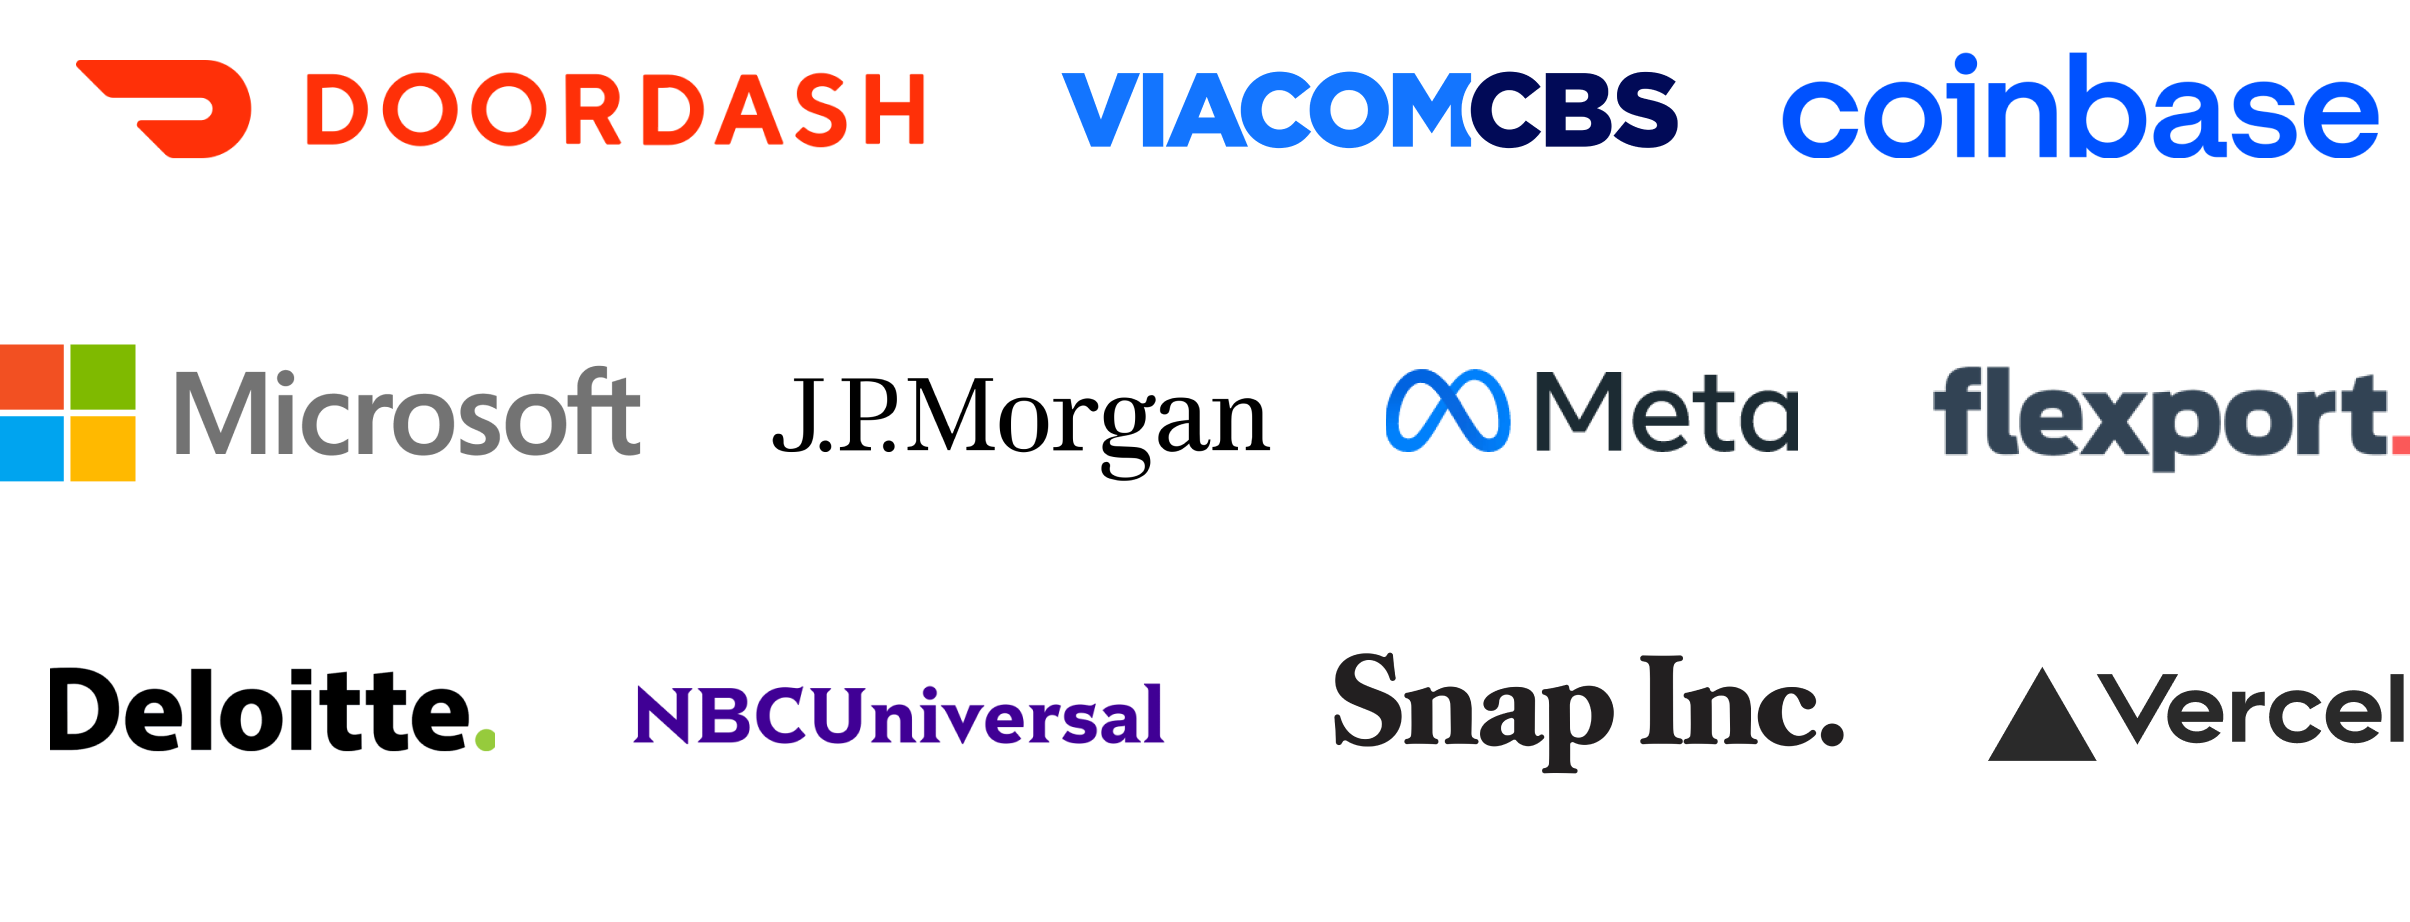 DOORDASH VIACOMCBS coinbase
Microsoft J.P.Morgan Meta flexport.
Deloitte. NBCUniversal Snap Inc. Vercel